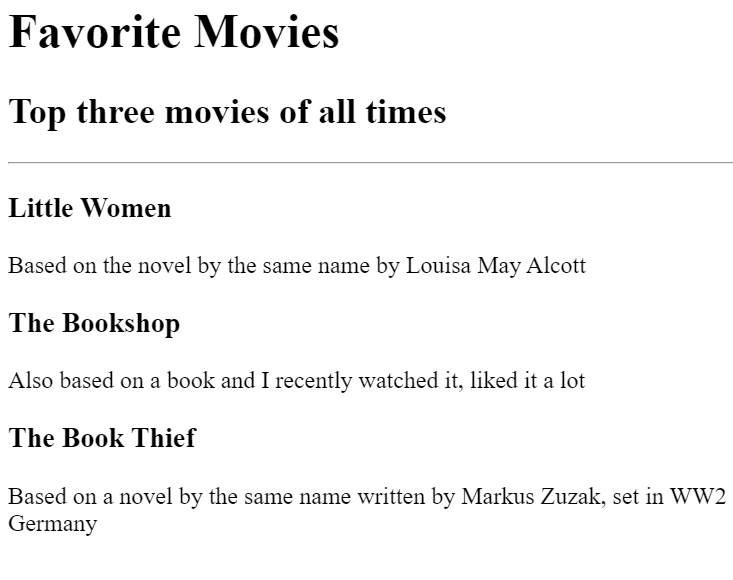 Favorite Movies
Top three movies of all times
Little Women
Based on the novel by the same name by Louisa May Alcott
The Bookshop
Also based on a book and I recently watched it, liked it a lot
The Book Thief
Based on a novel by the same name written by Markus Zuzak, set in WW2
Germany